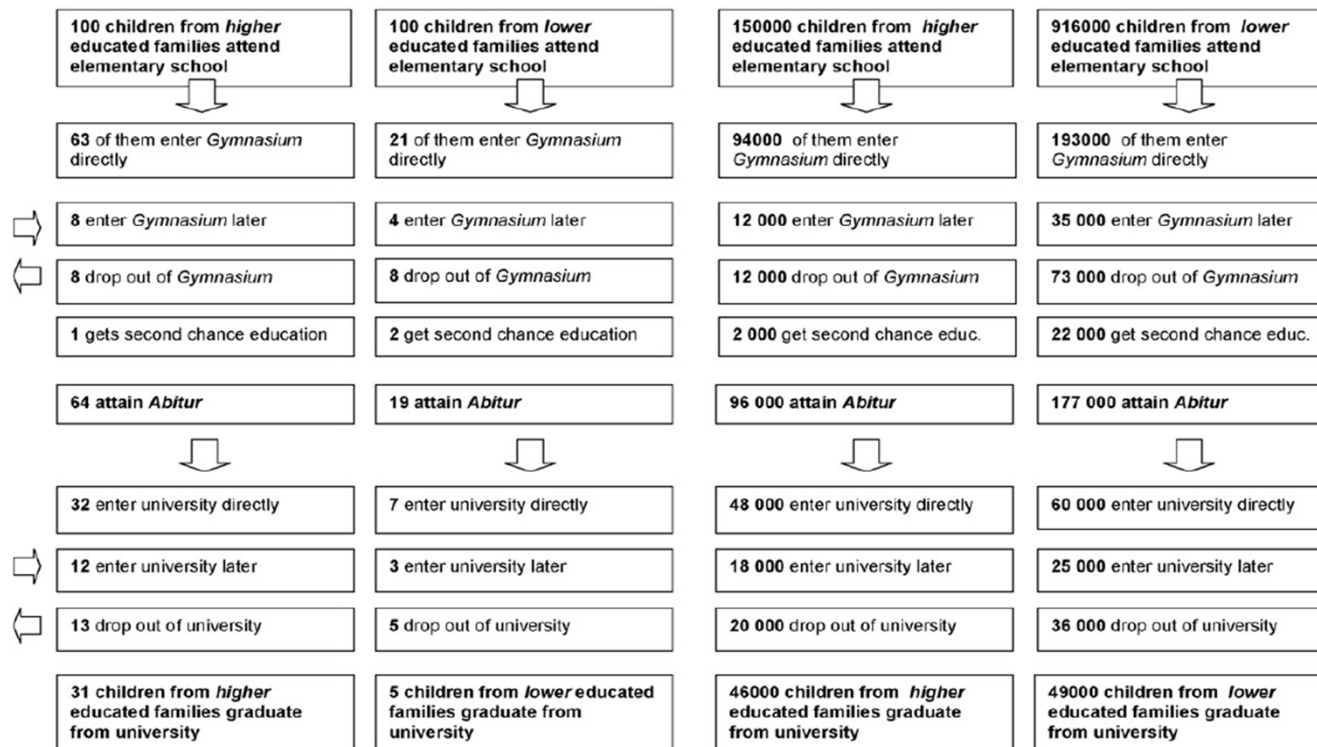 100 children from higher
educated families attend
elementary school
63 of them enter Gymnasium
directly
8 enter Gymnasium later
8 drop out of Gymnasium
1 gets second chance education
64 attain Abitur
32 enter university directly
12 enter university later
13 drop out of university
31 children from higher
educated families graduate
from university
100 children from lower
educated families attend
elementary school
21 of them enter Gymnasium
directly
4 enter Gymnasium later
8 drop out of Gymnasium
2 get second chance education
19 attain Abitur
7 enter university directly
3 enter university later
5 drop out of university
5 children from lower educated
families graduate from
university
150000 children from higher
educated families attend
elementary school
94000 of them enter
Gymnasium directly
12 000 enter Gymnasium later
12 000 drop out of Gymnasium
2 000 get second chance educ.
96 000 attain Abitur
48 000 enter university directly
18 000 enter university later
20 000 drop out of university
46000 children from higher
educated families graduate
from university
916000 children from lower
educated families attend
elementary school
193000 of them enter
Gymnasium directly
35 000 enter Gymnasium later
73 000 drop out of Gymnasium
22 000 get second chance educ.
177 000 attain Abitur
60 000 enter university directly
25 000 enter university later
36 000 drop out of university
49000 children from lower
educated families graduate
from university